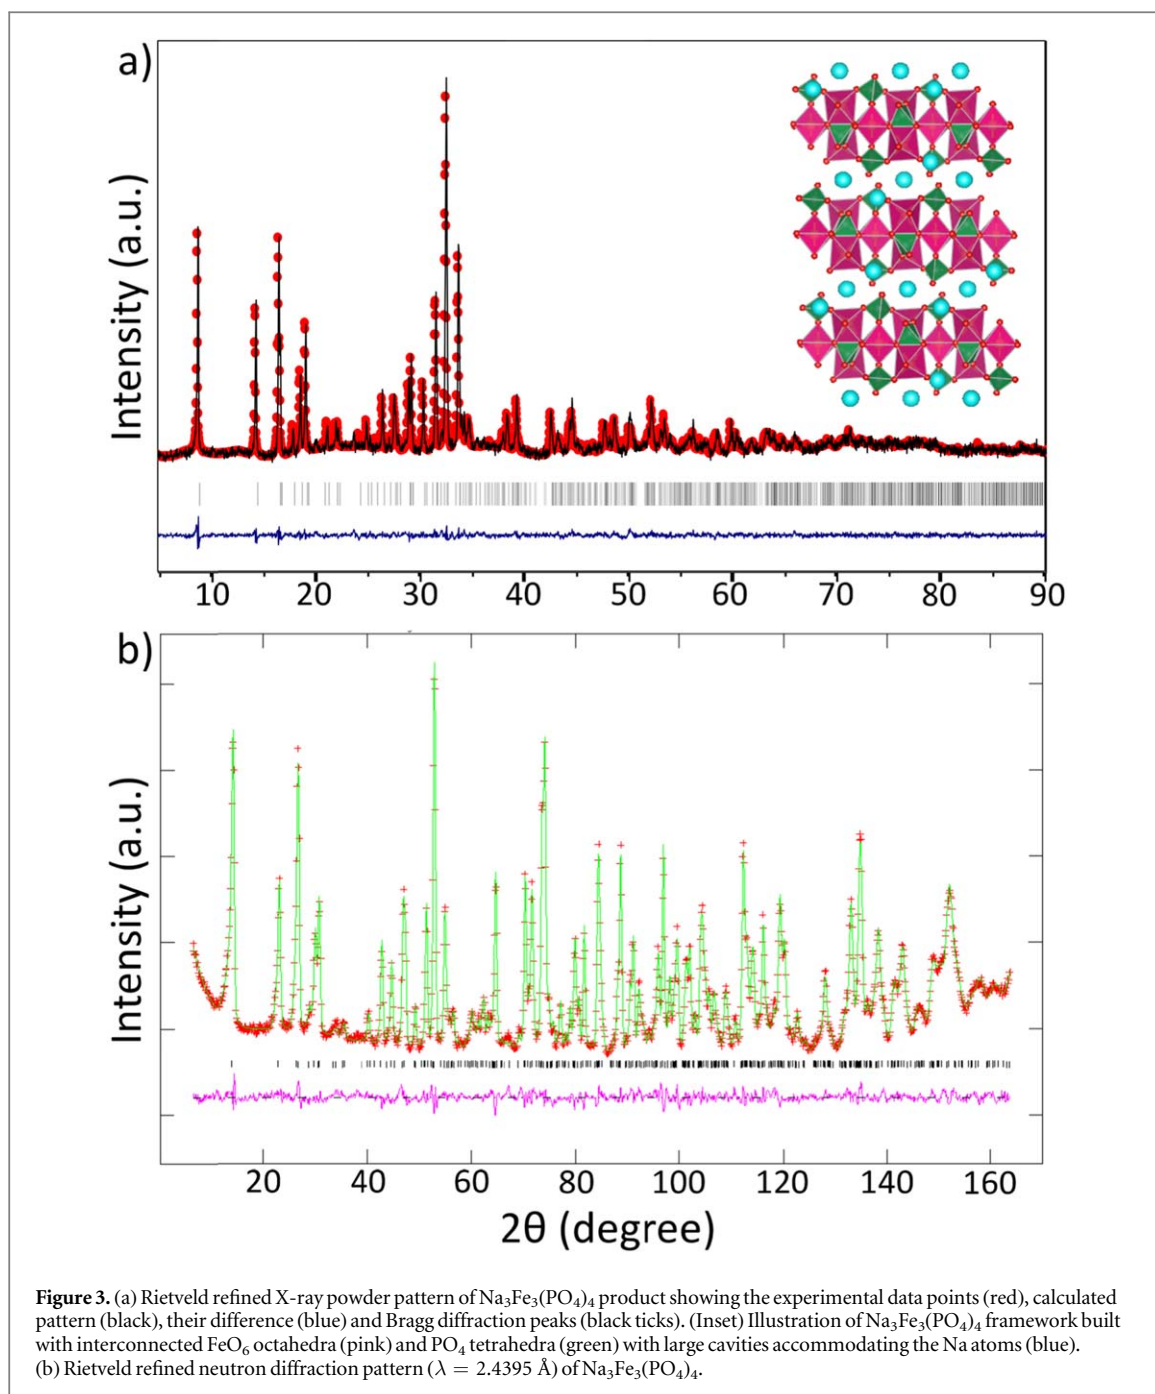 a)
Intensity (a.u.)
10 20 30 40 50 60 70 80 90
b)
Intensity (a.u.)
20 40 60 80 100 120 140 160
2θ (degree)
Figure 3. (a) Rietveld refined X-ray powder pattern of Na₃Fe₃(PO₄)₄ product showing the experimental data points (red), calculated
pattern (black), their difference (blue) and Bragg diffraction peaks (black ticks). (Inset) Illustration of Na₃Fe₃(PO₄)₄ framework built
with interconnected FeO₆ octahedra (pink) and PO₄ tetrahedra (green) with large cavities accommodating the Na atoms (blue).
(b) Rietveld refined neutron diffraction pattern (λ = 2.4395 Å) of Na₃Fe₃(PO₄)₄.